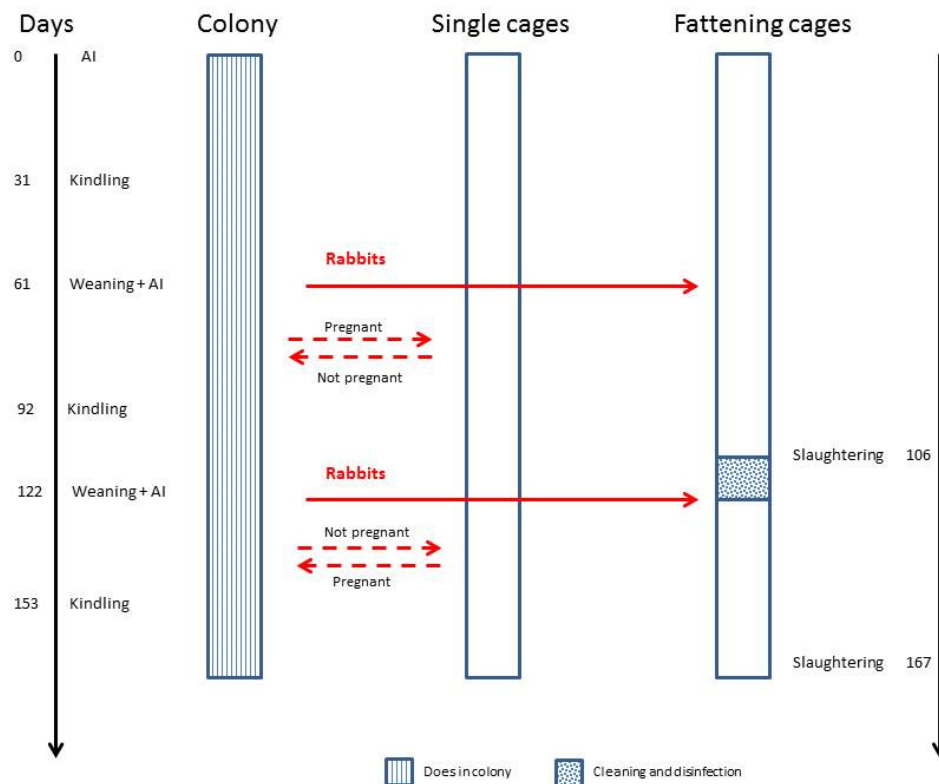 Days Colony Single cages Fattening cages
0 AI
31 Kindling
Rabbits
61 Weaning + AI
Pregnant
Not pregnant
92 Kindling
Slaughtering 106
Rabbits
122 Weaning + AI
Not pregnant
Pregnant
153 Kindling
Slaughtering 167
Does in colony Cleaning and disinfection